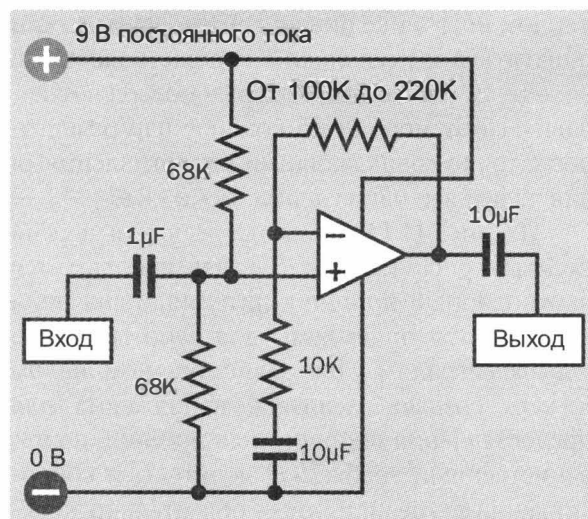 9 В постоянного тока
От 100K до 220K
68K
1µF
10µF
Вход
Выход
68K
10K
10µF
0 В